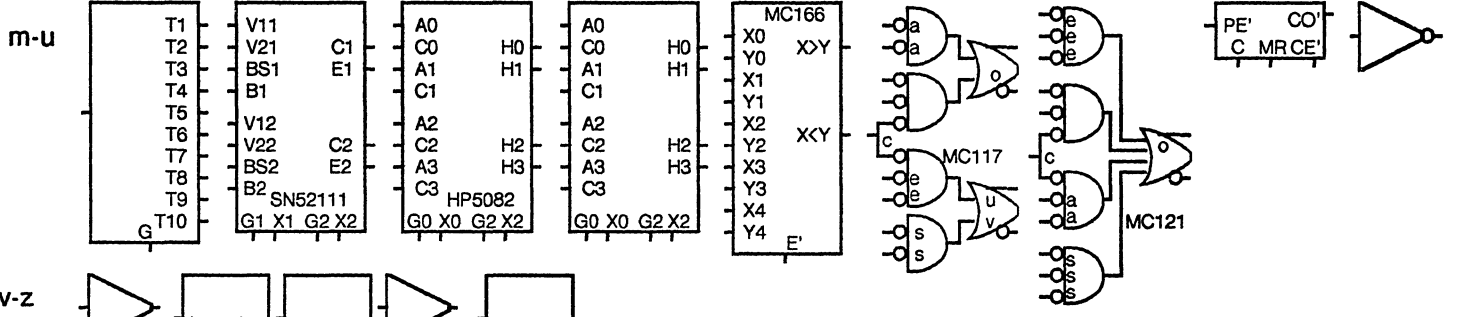 m-u
T1
T2
T3
T4
T5
T6
T7
T8
T9
T10
G
V11
V21 C1
BS1 E1
B1
V12
V22 C2
BS2 E2
B2
SN52111
G1 X1 G2 X2
A0
C0 H0
A1 H1
C1
A2
C2 H2
A3 H3
C3
HP5082
G0 X0 G2 X2
A0
C0 H0
A1 H1
C1
A2
C2 H2
A3 H3
C3
G0 X0 G2 X2
MC166
X0
X>Y
Y0
X1
Y1
X2
X<Y
Y2
X3
Y3
X4
Y4
E'
a
a
o
c
MC117
e
e
u
v
s
s
e
e
e
o
c
a
a
MC121
s
s
s
PE' CO'
C MR CE'
v-z